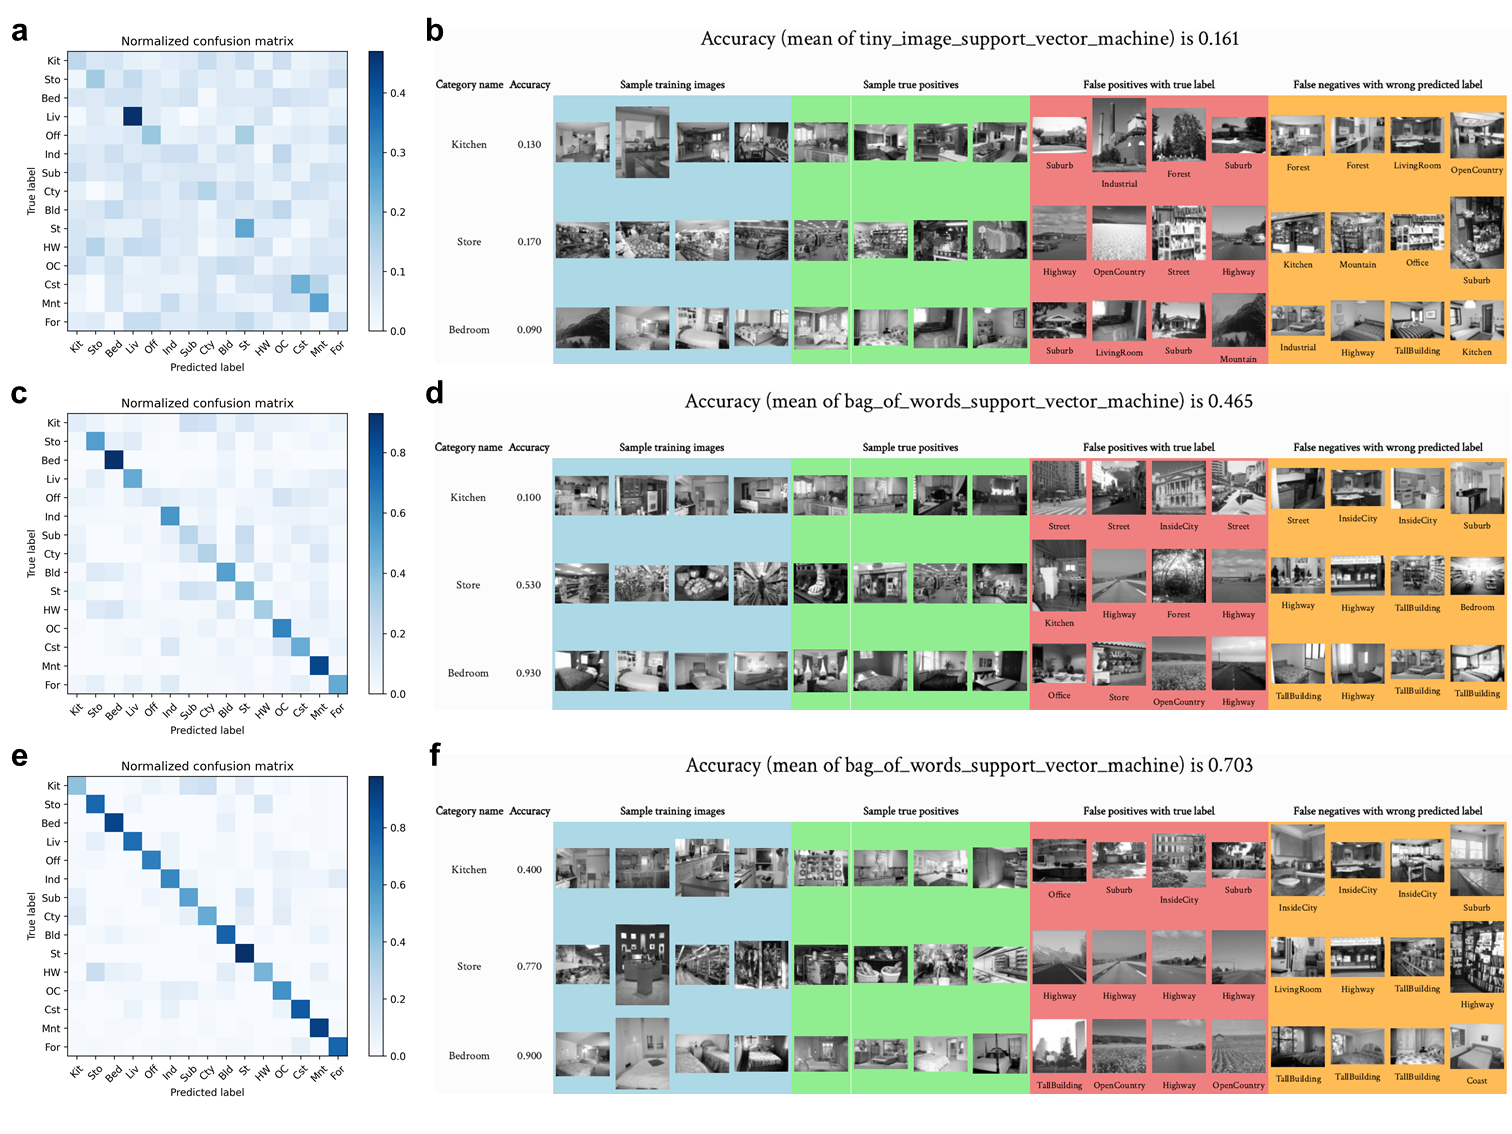 a
Normalized confusion matrix
True label
Kit
Sto
Bed
Liv
Off
Ind
Sub
Cty
Bld
St
HW
OC
Cst
Mnt
For
Kit Sto Bed Liv Off Ind Sub Cty Bld St HW OC Cst Mnt For
Predicted label
0.4
0.3
0.2
0.1
0.0
b
Accuracy (mean of tiny_image_support_vector_machine) is 0.161
Category name Accuracy Sample training images Sample true positives False positives with true label False negatives with wrong predicted label
Kitchen 0.130
Suburb Industrial Forest Suburb Forest Forest LivingRoom OpenCountry
Store 0.170
Highway OpenCountry Street Highway Kitchen Mountain Office Suburb
Bedroom 0.090
Suburb LivingRoom Suburb Mountain Industrial Highway TallBuilding Kitchen
c
Normalized confusion matrix
True label
Kit
Sto
Bed
Liv
Off
Ind
Sub
Cty
Bld
St
HW
OC
Cst
Mnt
For
Kit Sto Bed Liv Off Ind Sub Cty Bld St HW OC Cst Mnt For
Predicted label
0.8
0.6
0.4
0.2
0.0
d
Accuracy (mean of bag_of_words_support_vector_machine) is 0.465
Category name Accuracy Sample training images Sample true positives False positives with true label False negatives with wrong predicted label
Kitchen 0.100
Street Street InsideCity Street Street InsideCity InsideCity Suburb
Store 0.530
Kitchen Highway Forest Highway Highway Highway TallBuilding Bedroom
Bedroom 0.930
Office Store OpenCountry Highway TallBuilding Highway TallBuilding TallBuilding
e
Normalized confusion matrix
True label
Kit
Sto
Bed
Liv
Off
Ind
Sub
Cty
Bld
St
HW
OC
Cst
Mnt
For
Kit Sto Bed Liv Off Ind Sub Cty Bld St HW OC Cst Mnt For
Predicted label
0.8
0.6
0.4
0.2
0.0
f
Accuracy (mean of bag_of_words_support_vector_machine) is 0.703
Category name Accuracy Sample training images Sample true positives False positives with true label False negatives with wrong predicted label
Kitchen 0.400
Office Suburb InsideCity Suburb InsideCity InsideCity InsideCity Suburb
Store 0.770
Highway Highway Highway Highway LivingRoom Highway TallBuilding Highway
Bedroom 0.900
TallBuilding OpenCountry Highway OpenCountry TallBuilding TallBuilding TallBuilding Coast